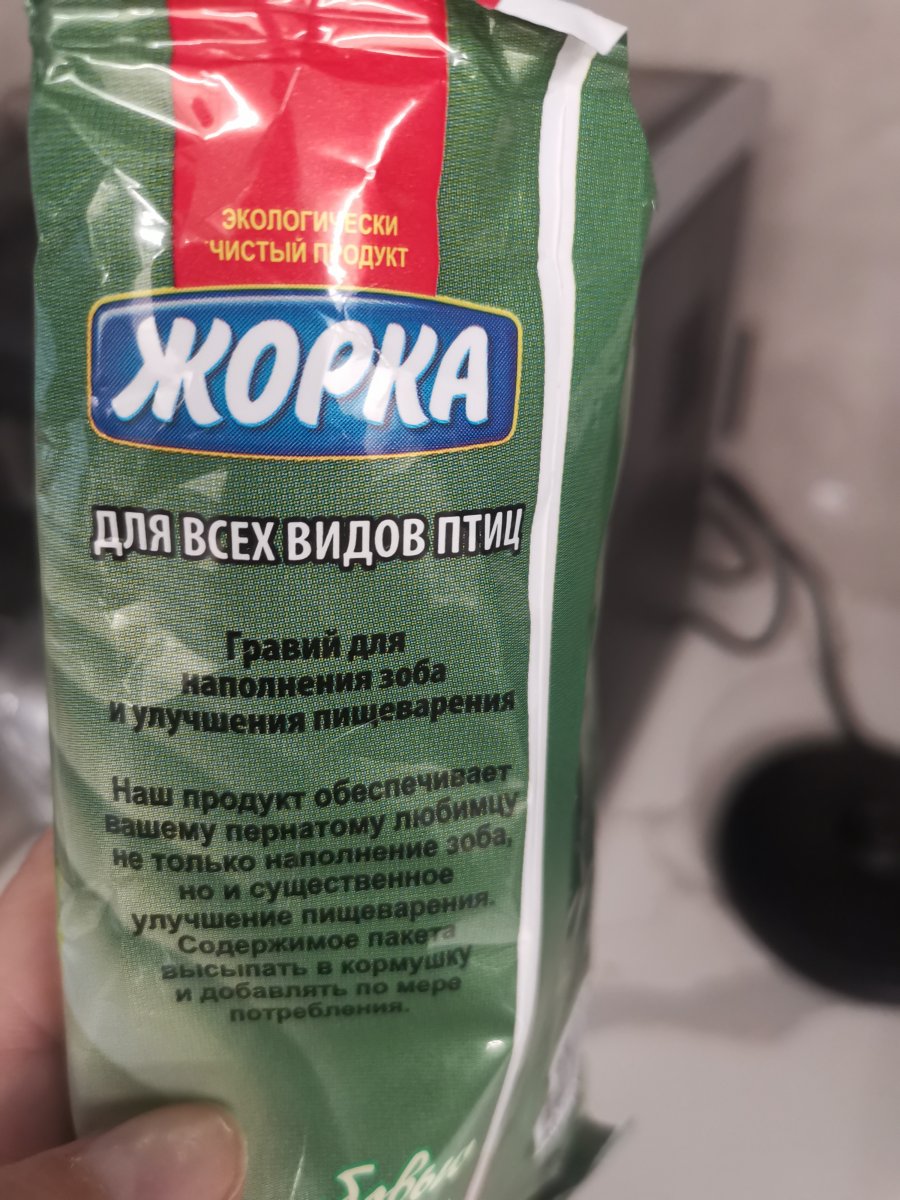 ЭКОЛОГИЧЕСКИ
ЧИСТЫЙ ПРОДУКТ
ЖОРКА
ДЛЯ ВСЕХ ВИДОВ ПТИЦ
Гравий для
наполнения зоба
и улучшения пищеварения
Наш продукт обеспечивает
вашему пернатому любимцу
не только наполнение зоба,
но и существенное
улучшение пищеварения.
Содержимое пакета
высыпать в кормушку
и добавлять по мере
потребления.